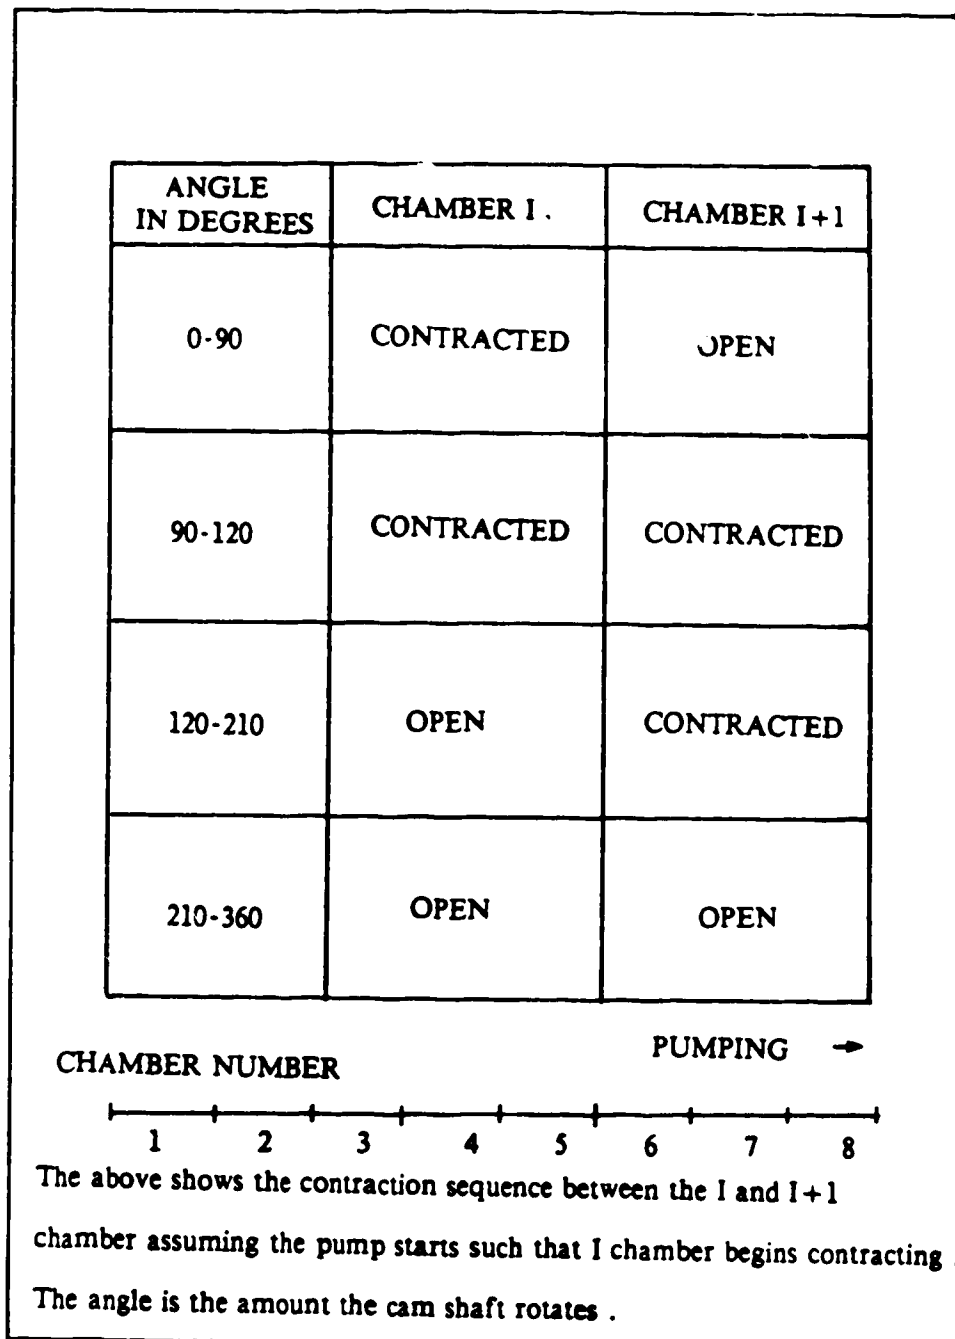 ANGLE IN DEGREES CHAMBER I . CHAMBER I+1
0-90 CONTRACTED OPEN
90-120 CONTRACTED CONTRACTED
120-210 OPEN CONTRACTED
210-360 OPEN OPEN
PUMPING →
CHAMBER NUMBER
1 2 3 4 5 6 7 8
The above shows the contraction sequence between the I and I+1
chamber assuming the pump starts such that I chamber begins contracting .
The angle is the amount the cam shaft rotates .